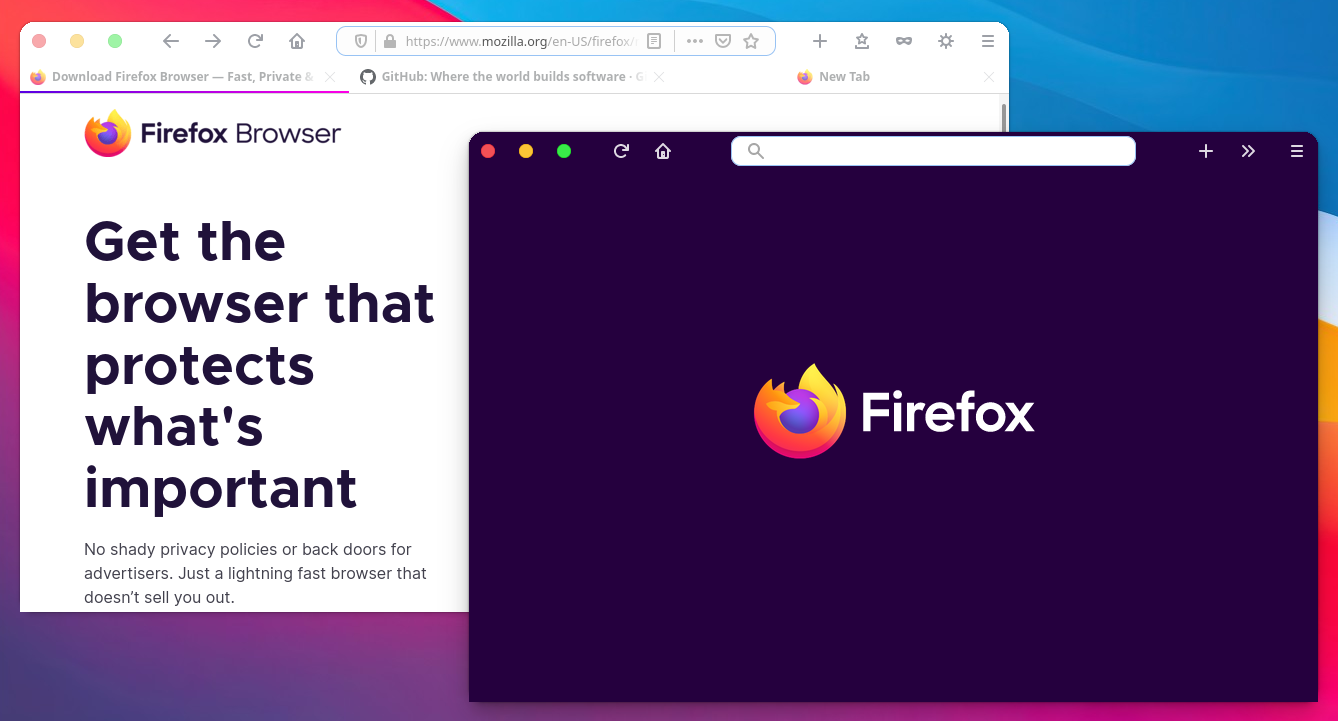 https://www.mozilla.org/en-US/firefox/
Download Firefox Browser — Fast, Private &
GitHub: Where the world builds software ·
New Tab
Firefox Browser
Get the
browser that
protects
what's
important
No shady privacy policies or back doors for
advertisers. Just a lightning fast browser that
doesn’t sell you out.
Firefox